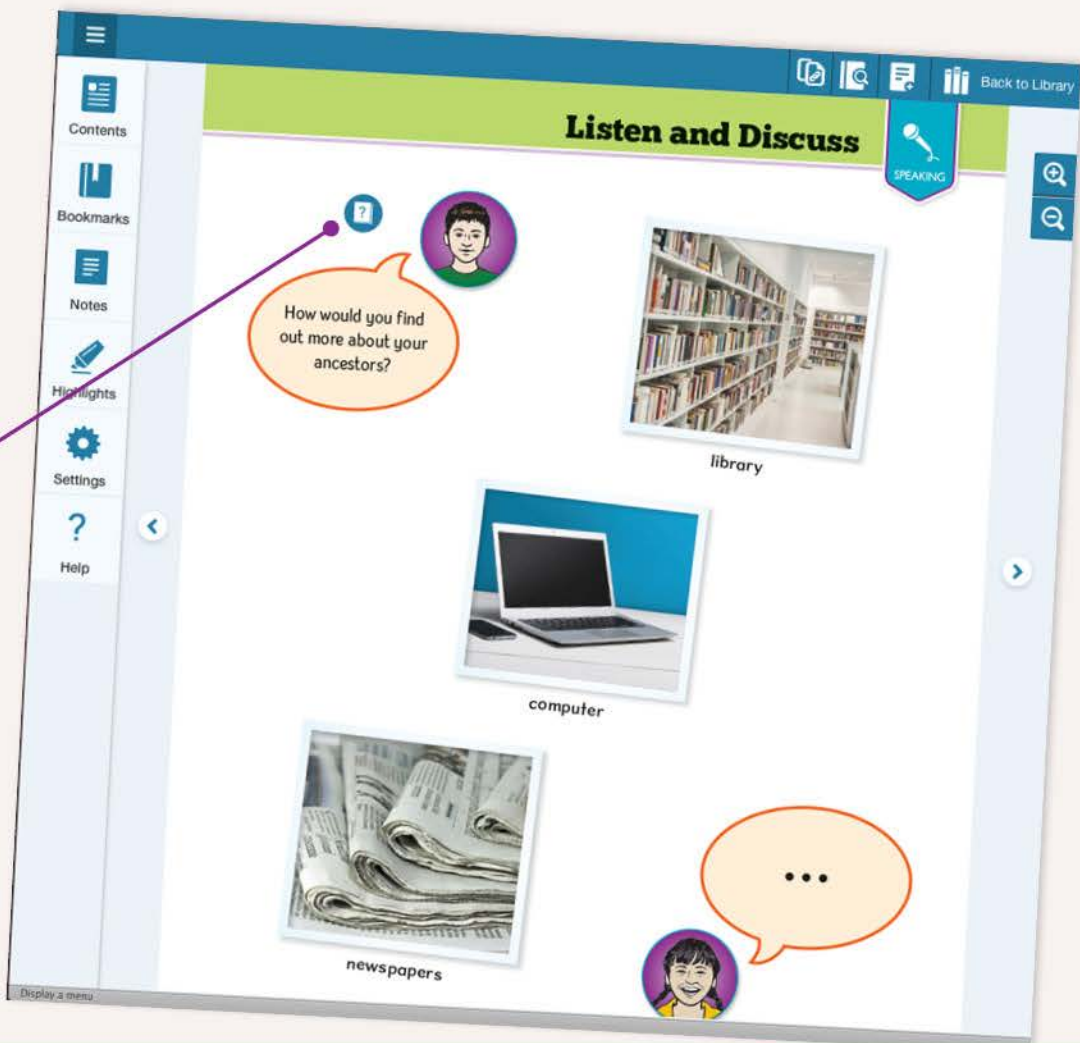 Back to Library
Contents
Bookmarks
Notes
Highlights
Settings
?
Help
Listen and Discuss
SPEAKING
?
How would you find
out more about your
ancestors?
library
computer
newspapers
...
Display a menu